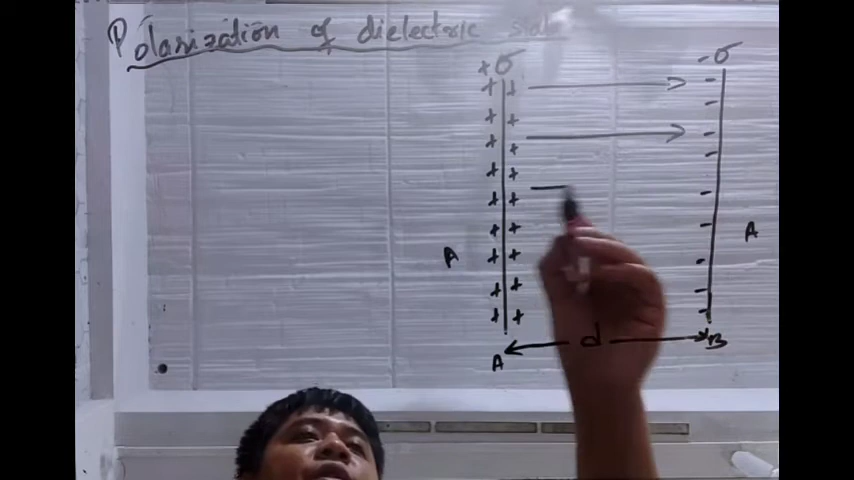 Polarization of dielectric slab
+σ
-σ
A
A
d
A
B